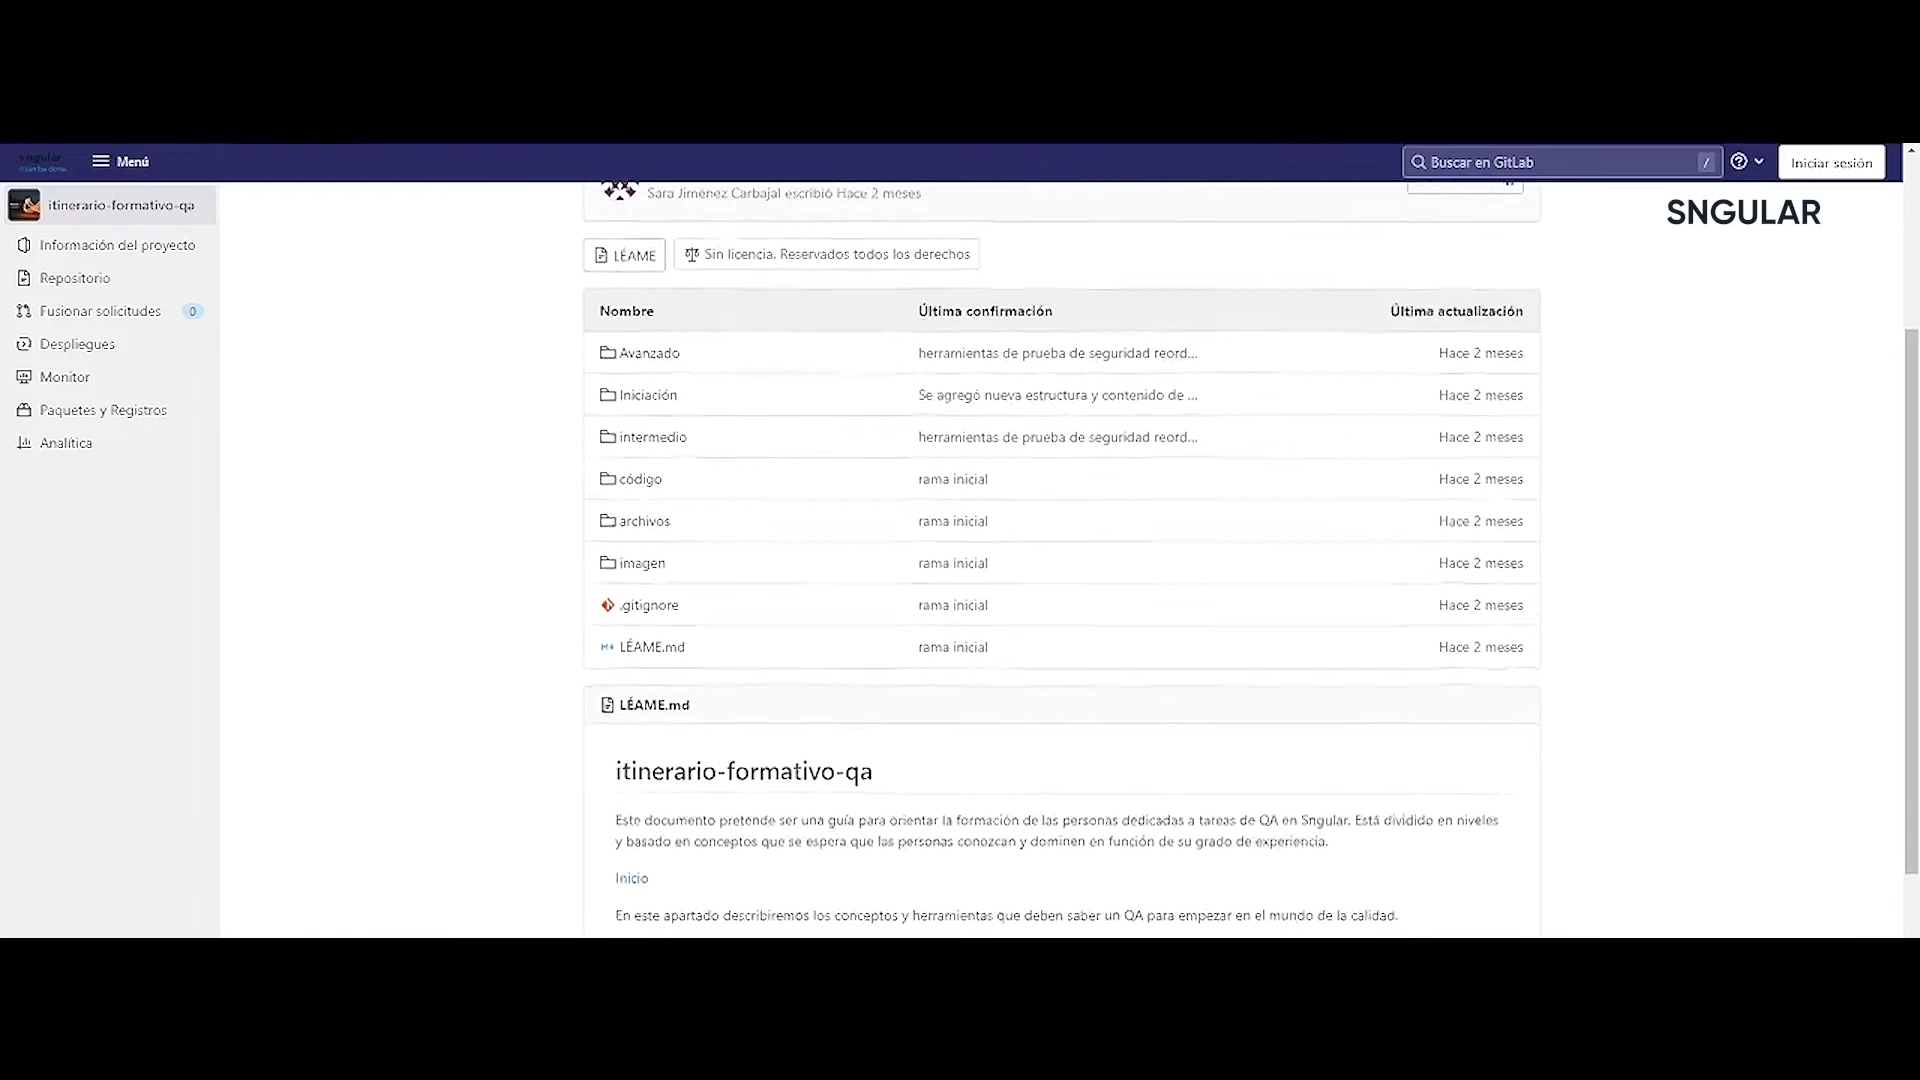 sngular
Menú
Buscar en GitLab
/
Iniciar sesión
itinerario-formativo-qa
Sara Jiménez Carbajal escribió Hace 2 meses
SNGULAR
Información del proyecto
Repositorio
Fusionar solicitudes 0
Despliegues
Monitor
Paquetes y Registros
Analítica
LÉAME
Sin licencia. Reservados todos los derechos
Nombre Última confirmación Última actualización
Avanzado herramientas de prueba de seguridad reord... Hace 2 meses
Iniciación Se agregó nueva estructura y contenido de ... Hace 2 meses
intermedio herramientas de prueba de seguridad reord... Hace 2 meses
código rama inicial Hace 2 meses
archivos rama inicial Hace 2 meses
imagen rama inicial Hace 2 meses
.gitignore rama inicial Hace 2 meses
LÉAME.md rama inicial Hace 2 meses
LÉAME.md
itinerario-formativo-qa
Este documento pretende ser una guía para orientar la formación de las personas dedicadas a tareas de QA en Sngular. Está dividido en niveles
y basado en conceptos que se espera que las personas conozcan y dominen en función de su grado de experiencia.
Inicio
En este apartado describiremos los conceptos y herramientas que deben saber un QA para empezar en el mundo de la calidad.